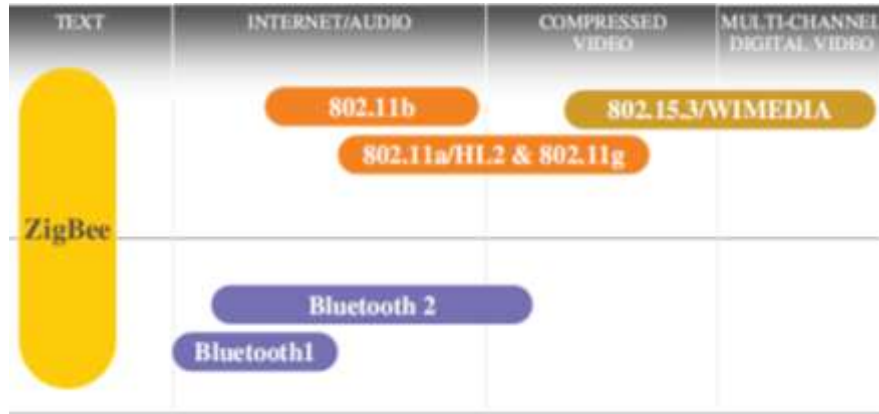 TEXT
INTERNET/AUDIO
COMPRESSED
VIDEO
MULTI-CHANNEL
DIGITAL VIDEO
802.11b
802.15.3/WIMEDIA
802.11a/HL2 & 802.11g
ZigBee
Bluetooth 2
Bluetooth1